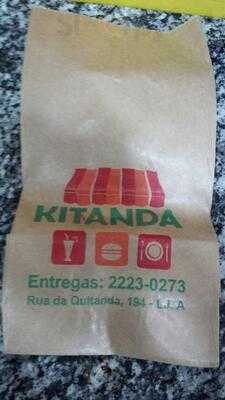 KITANDA
Entregas: 2223-0273
Rua da Quitanda, 194 - LJ. A